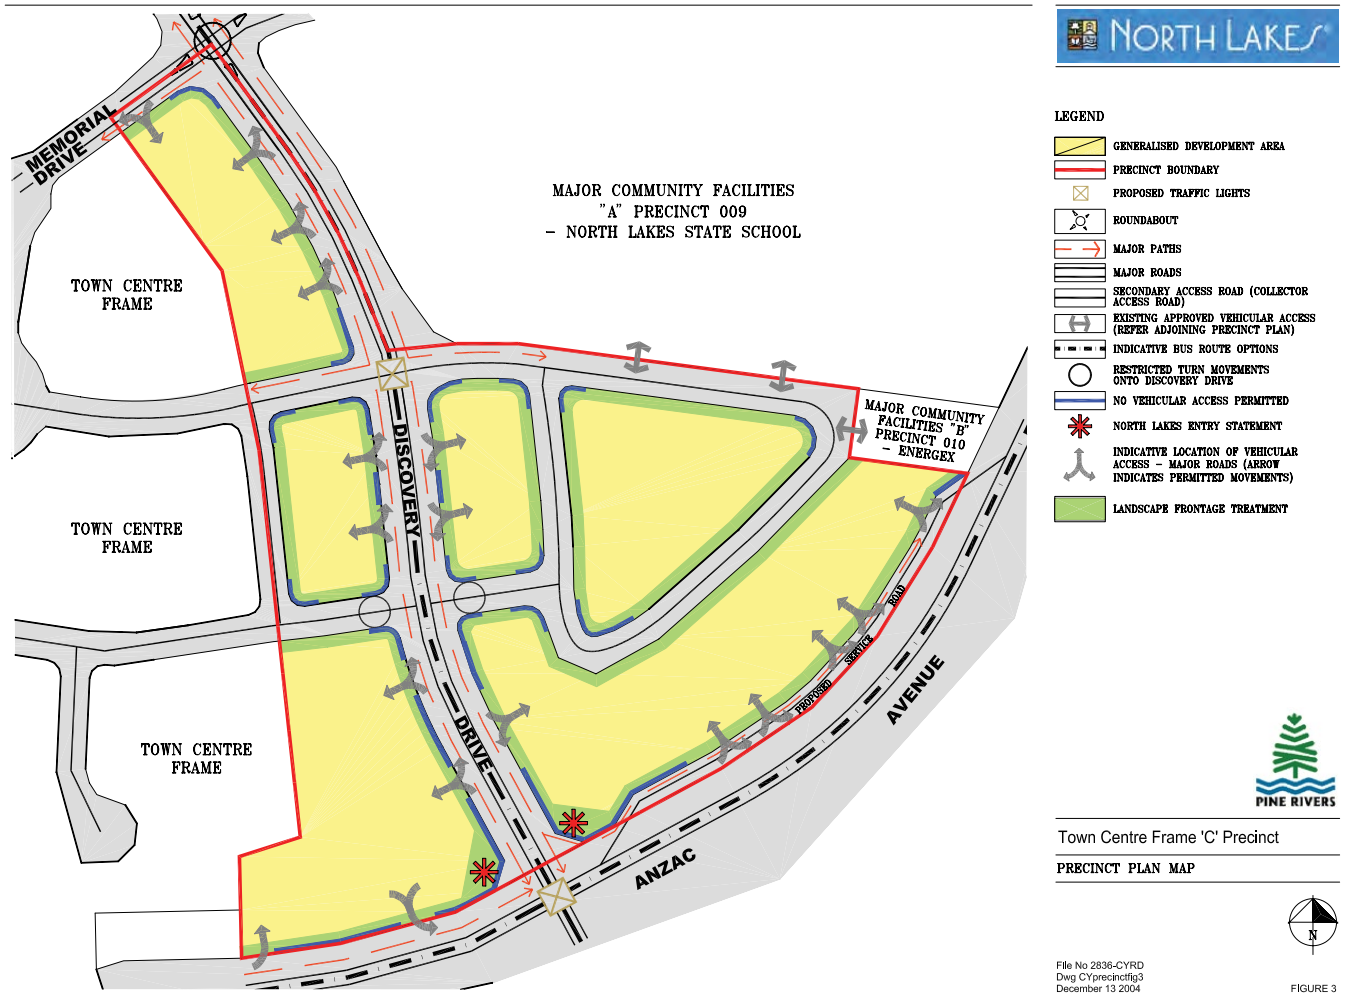 NORTH LAKES
MEMORIAL
DRIVE
MAJOR COMMUNITY FACILITIES
"A" PRECINCT 009
- NORTH LAKES STATE SCHOOL
TOWN CENTRE
FRAME
MAJOR COMMUNITY
FACILITIES "B"
PRECINCT 010
- ENERGEX
DISCOVERY
DRIVE
TOWN CENTRE
FRAME
TOWN CENTRE
FRAME
PROPOSED
SERVICE
ROAD
ANZAC
AVENUE
LEGEND
GENERALISED DEVELOPMENT AREA
PRECINCT BOUNDARY
PROPOSED TRAFFIC LIGHTS
ROUNDABOUT
MAJOR PATHS
MAJOR ROADS
SECONDARY ACCESS ROAD (COLLECTOR
ACCESS ROAD)
EXISTING APPROVED VEHICULAR ACCESS
(REFER ADJOINING PRECINCT PLAN)
INDICATIVE BUS ROUTE OPTIONS
RESTRICTED TURN MOVEMENTS
ONTO DISCOVERY DRIVE
NO VEHICULAR ACCESS PERMITTED
NORTH LAKES ENTRY STATEMENT
INDICATIVE LOCATION OF VEHICULAR
ACCESS - MAJOR ROADS (ARROW
INDICATES PERMITTED MOVEMENTS)
LANDSCAPE FRONTAGE TREATMENT
PINE RIVERS
Town Centre Frame 'C' Precinct
PRECINCT PLAN MAP
N
File No 2836-CYRD
Dwg CYprecinctfig3
December 13 2004
FIGURE 3